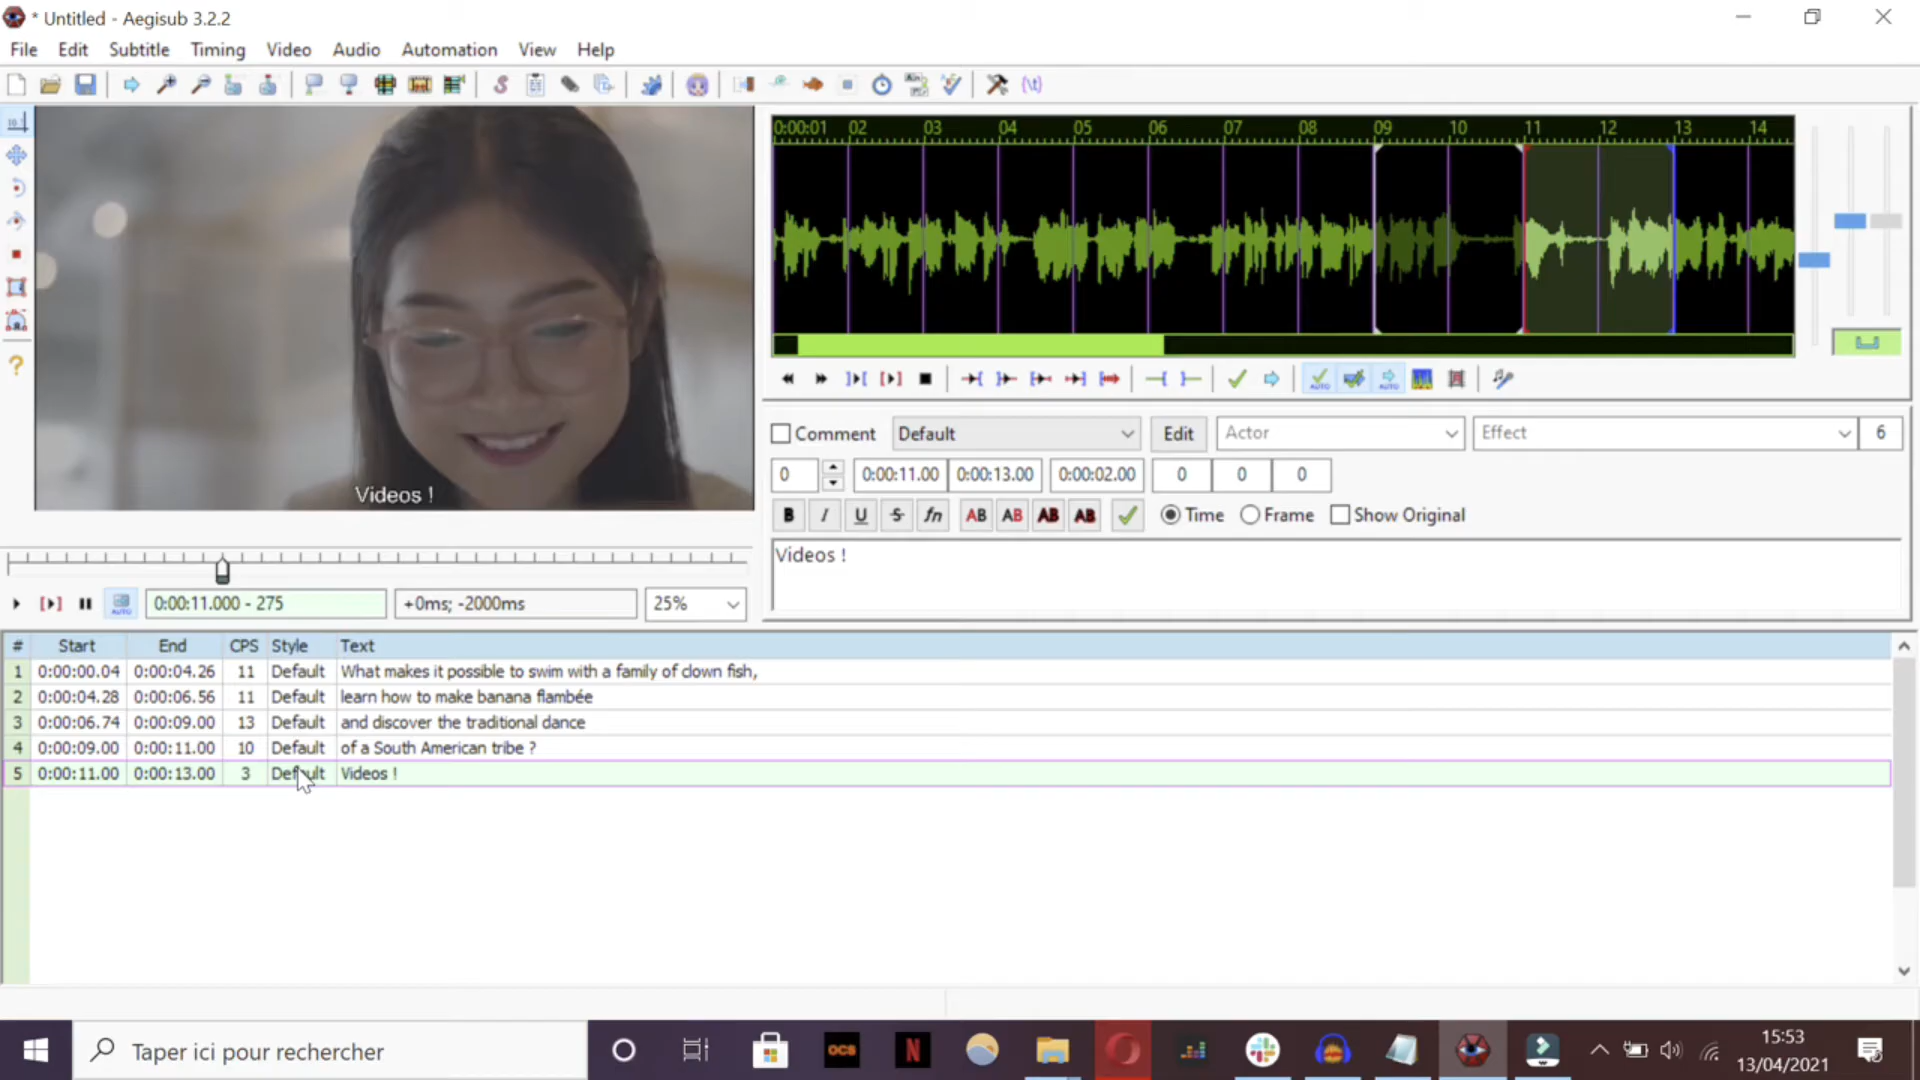 * Untitled - Aegisub 3.2.2
File Edit Subtitle Timing Video Audio Automation View Help
0:00:01 02 03 04 05 06 07 08 09 10 11 12 13 14
Videos !
Comment Default Edit Actor Effect 6
0 0:00:11.00 0:00:13.00 0:00:02.00 0 0 0
B I U S fn AB AB AB AB Time Frame Show Original
Videos !
AUTO 0:00:11.000 - 275 +0ms; -2000ms 25%
# Start End CPS Style Text
1 0:00:00.04 0:00:04.26 11 Default What makes it possible to swim with a family of clown fish,
2 0:00:04.28 0:00:06.56 11 Default learn how to make banana flambée
3 0:00:06.74 0:00:09.00 13 Default and discover the traditional dance
4 0:00:09.00 0:00:11.00 10 Default of a South American tribe ?
5 0:00:11.00 0:00:13.00 3 Default Videos !
Taper ici pour rechercher
OCS
N
15:53
13/04/2021